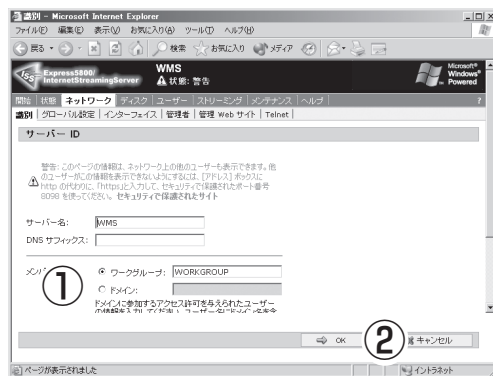 識別 - Microsoft Internet Explorer
ファイル(F) 編集(E) 表示(V) お気に入り(A) ツール(T) ヘルプ(H)
戻る 検索 お気に入り メディア
Express5800/
InternetStreamingServer
WMS
状態: 警告
Microsoft®
Windows®
Powered
開始 状態 ネットワーク ディスク ユーザー ストリーミング メンテナンス ヘルプ ?
識別 | グローバル設定 | インターフェイス | 管理者 | 管理 Web サイト | Telnet |
サーバー ID
警告: このページの情報は、ネットワーク上の他のユーザーも表示できます。他
のユーザーがこの情報を表示できないようにするには、[アドレス] ボックスに
http の代わりに、「https」と入力して、セキュリティで保護されたポート番号
8098 を使ってください。 セキュリティで保護されたサイト
サーバー名: WMS
DNS サフィックス:
① ワークグループ: WORKGROUP
ドメイン:
ドメインに参加するアクセス許可を与えられたユーザー
OK ② キャンセル
ページが表示されました イントラネット